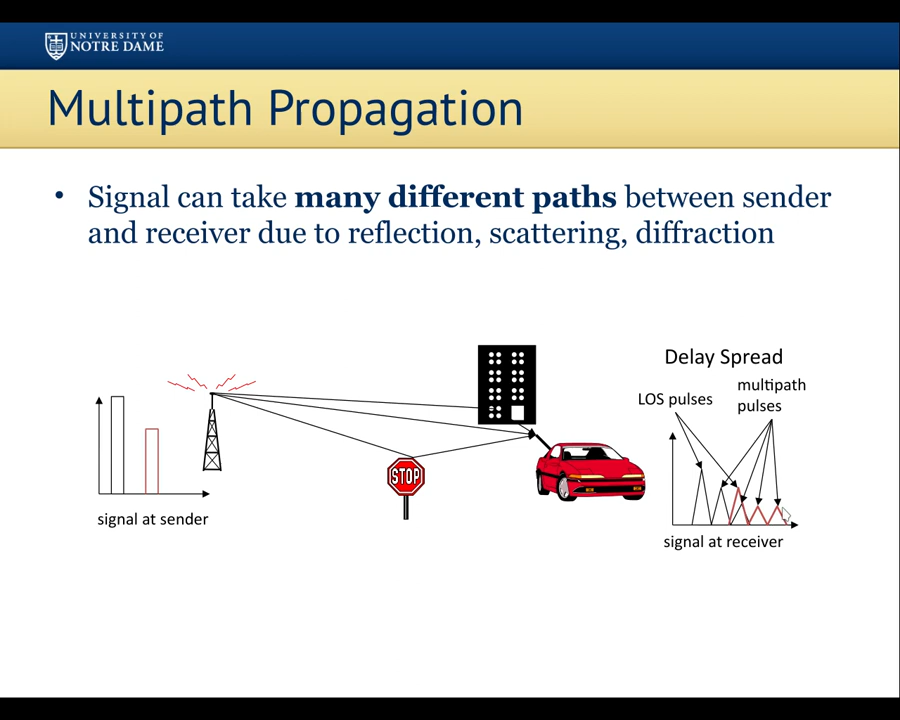 UNIVERSITY OF
NOTRE DAME
Multipath Propagation
• Signal can take many different paths between sender
and receiver due to reflection, scattering, diffraction
Delay Spread
LOS pulses
multipath
pulses
STOP
signal at sender
signal at receiver